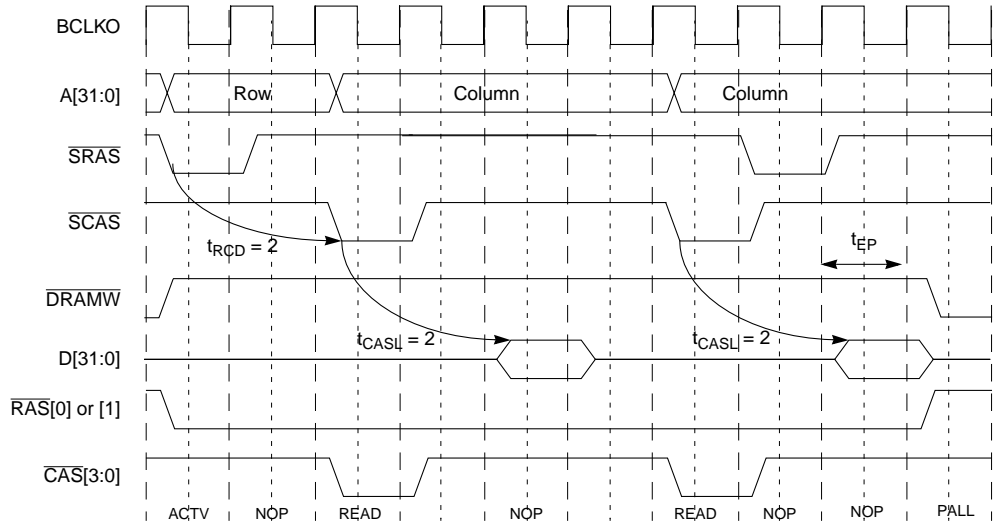 BCLKO
A[31:0]
Row
Column
Column
SRAS
SCAS
tRCD = 2
tEP
DRAMW
tCASL = 2
tCASL = 2
D[31:0]
RAS[0] or [1]
CAS[3:0]
ACTV
NOP
READ
NOP
READ
NOP
NOP
PALL